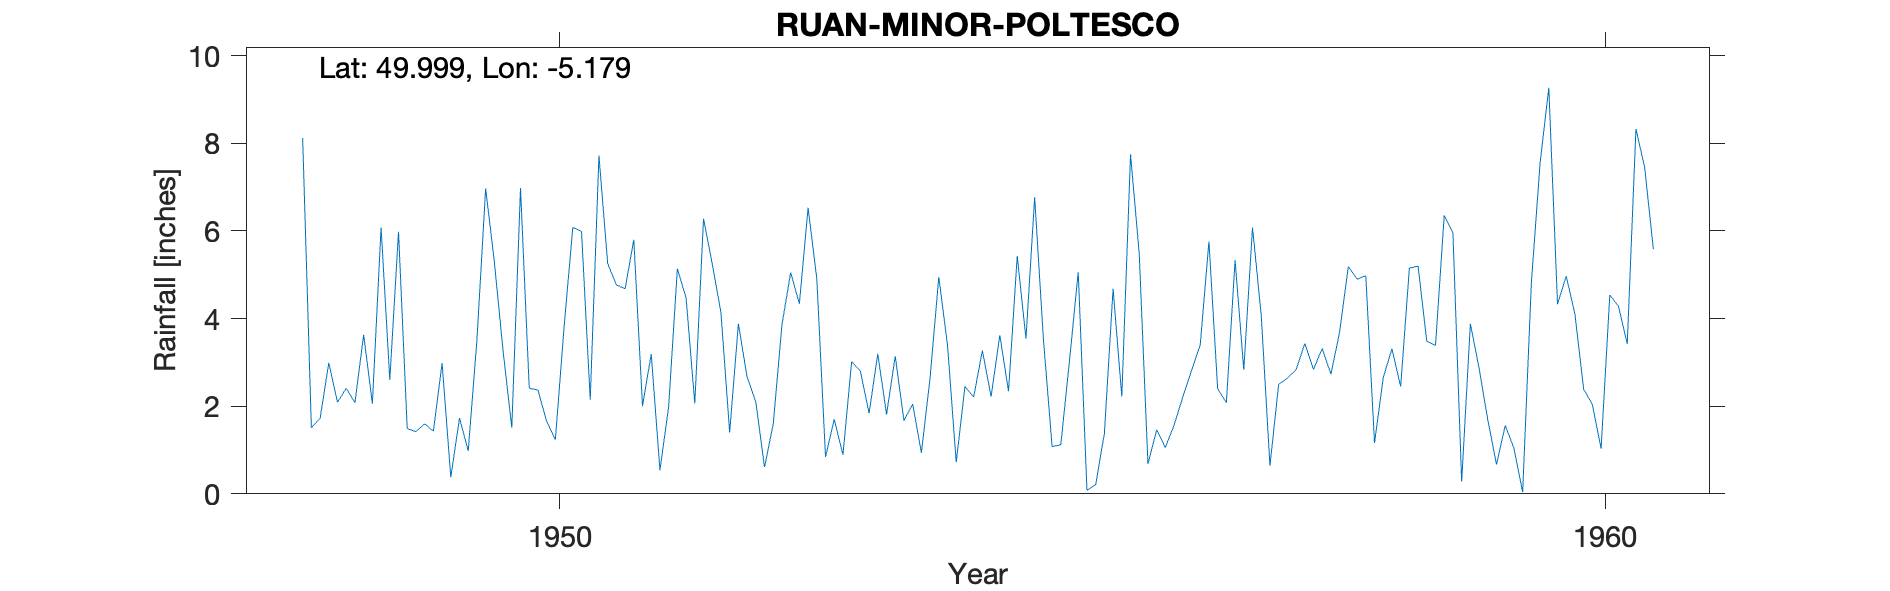 RUAN-MINOR-POLTESCO
Lat: 49.999, Lon: -5.179
10
8
6
4
2
0
Rainfall [inches]
1950
1960
Year